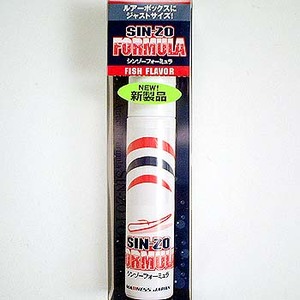 ルアーボックスに
ジャストサイズ!
SIN-ZO
FORMULA
シンゾーフォーミュラ
FISH FLAVOR
NEW!
新製品
SIN-ZO
FORMULA
シンゾーフォーミュラ
MADNESS JAPAN